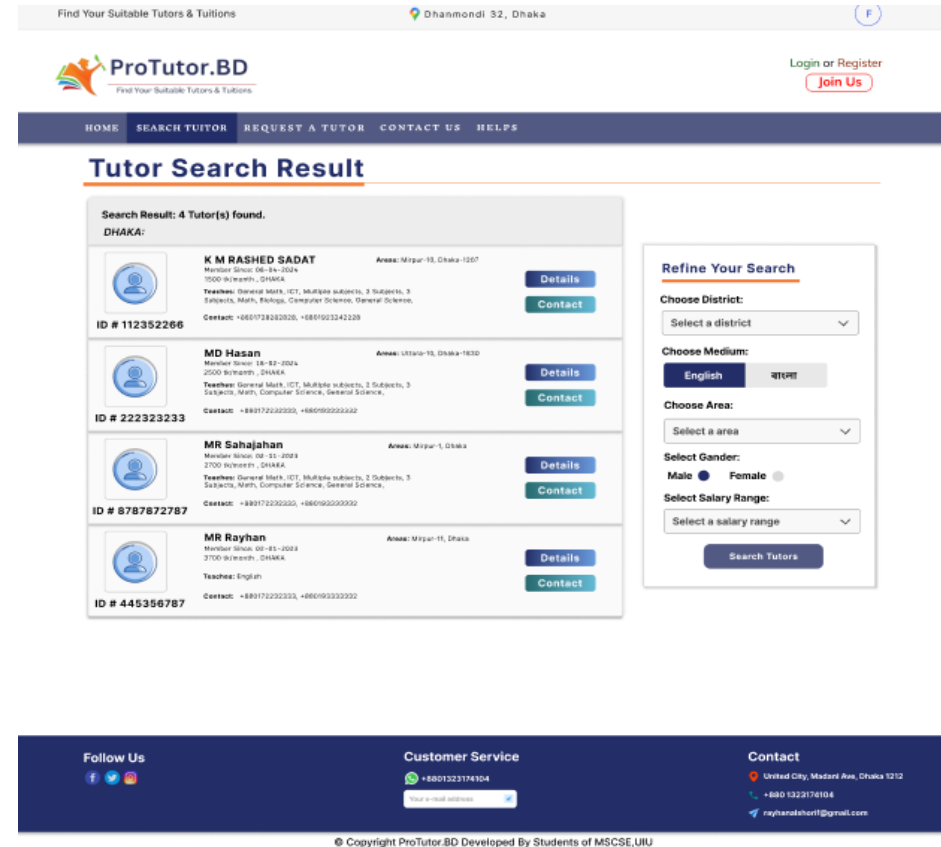 Find Your Suitable Tutors & Tuitions
Dhanmondi 32, Dhaka
F
ProTutor.BD
Find Your Suitable Tutors & Tuitions
Login or Register
Join Us
HOME SEARCH TUITOR REQUEST A TUTOR CONTACT US HELPS
Tutor Search Result
Search Result: 4 Tutor(s) found.
DHAKA:
K M RASHED SADAT
Areas: Mirpur-10, Dhaka-1207
Member Since: 06-04-2024
1500 tk/month , DHAKA
Teaches: General Math, ICT, Multiple subjects, 3 Subjects, 3
Subjects, Math, Biology, Computer Science, General Science,
Contact:
ID # 112352266
Details
Contact
MD Hasan
Areas: Uttara-10, Dhaka-1630
Member Since: 16-02-2024
2500 tk/month , DHAKA
Teaches: General Math, ICT, Multiple subjects, 2 Subjects, 3
Subjects, Math, Computer Science, General Science,
Contact:
ID # 222323233
Details
Contact
MR Sahajahan
Areas: Mirpur-1, Dhaka
Member Since: 02-11-2023
2700 tk/month , DHAKA
Teaches: General Math, ICT, Multiple subjects, 2 Subjects, 3
Subjects, Math, Computer Science, General Science,
Contact:
ID # 8787872787
Details
Contact
MR Rayhan
Areas: Mirpur-11, Dhaka
Member Since: 02-01-2023
3700 tk/month , DHAKA
Teaches: English
Contact:
ID # 445356787
Details
Contact
Refine Your Search
Choose District:
Select a district
Choose Medium:
English বাংলা
Choose Area:
Select a area
Select Gander:
Male Female
Select Salary Range:
Select a salary range
Search Tutors
Follow Us
Customer Service
+8801323174104
Your e-mail address
Contact
United City, Madani Ave, Dhaka 1212
+880 1323174104
rayhanalsharif@gmail.com
© Copyright ProTutor.BD Developed By Students of MSCSE,UIU